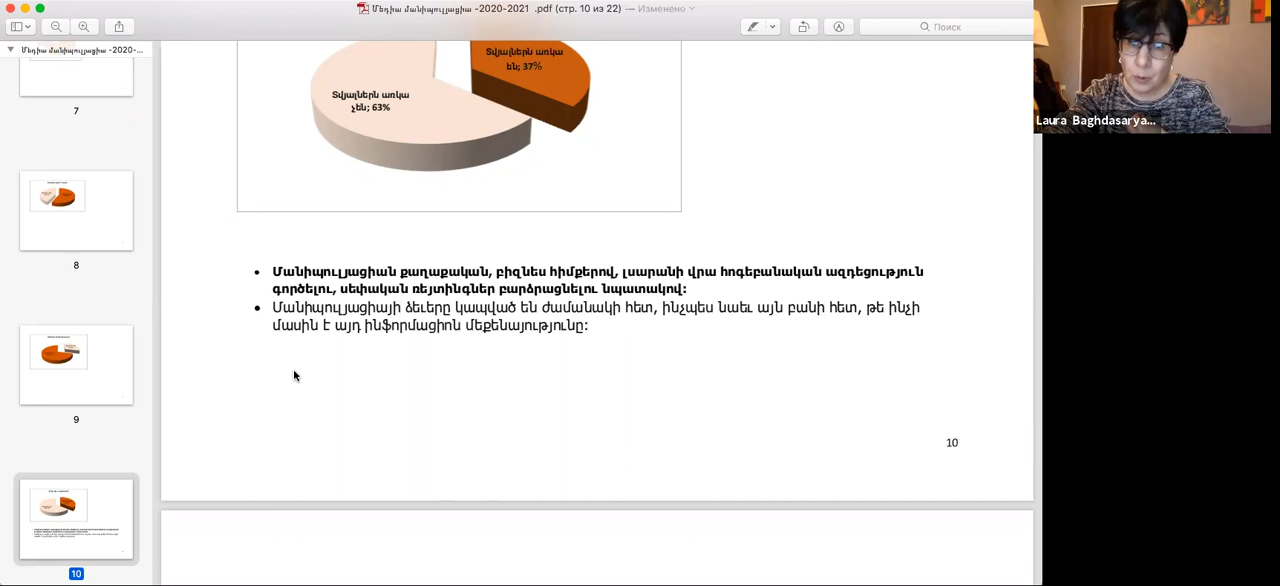 Մեդիա մանիպուլյացիա -2020-2021 .pdf (стр. 10 из 22) — Изменено
Поиск
Մեդիա մանիպուլյացիա -2020-...
7
8
9
10
Տվյալներն առկա
են; 37%
Տվյալներն առկա
չեն; 63%
• Մանիպուլյացիան քաղաքական, բիզնես հիմքերով, լսարանի վրա հոգեբանական ազդեցություն
գործելու, սեփական ռեյտինգներ բարձրացնելու նպատակով:
• Մանիպուլյացիայի ձեւերը կապված են ժամանակի հետ, ինչպես նաեւ այն բանի հետ, թե ինչի
մասին է այդ ինֆորմացիոն մեքենայությունը:
10
Laura Baghdasarya...